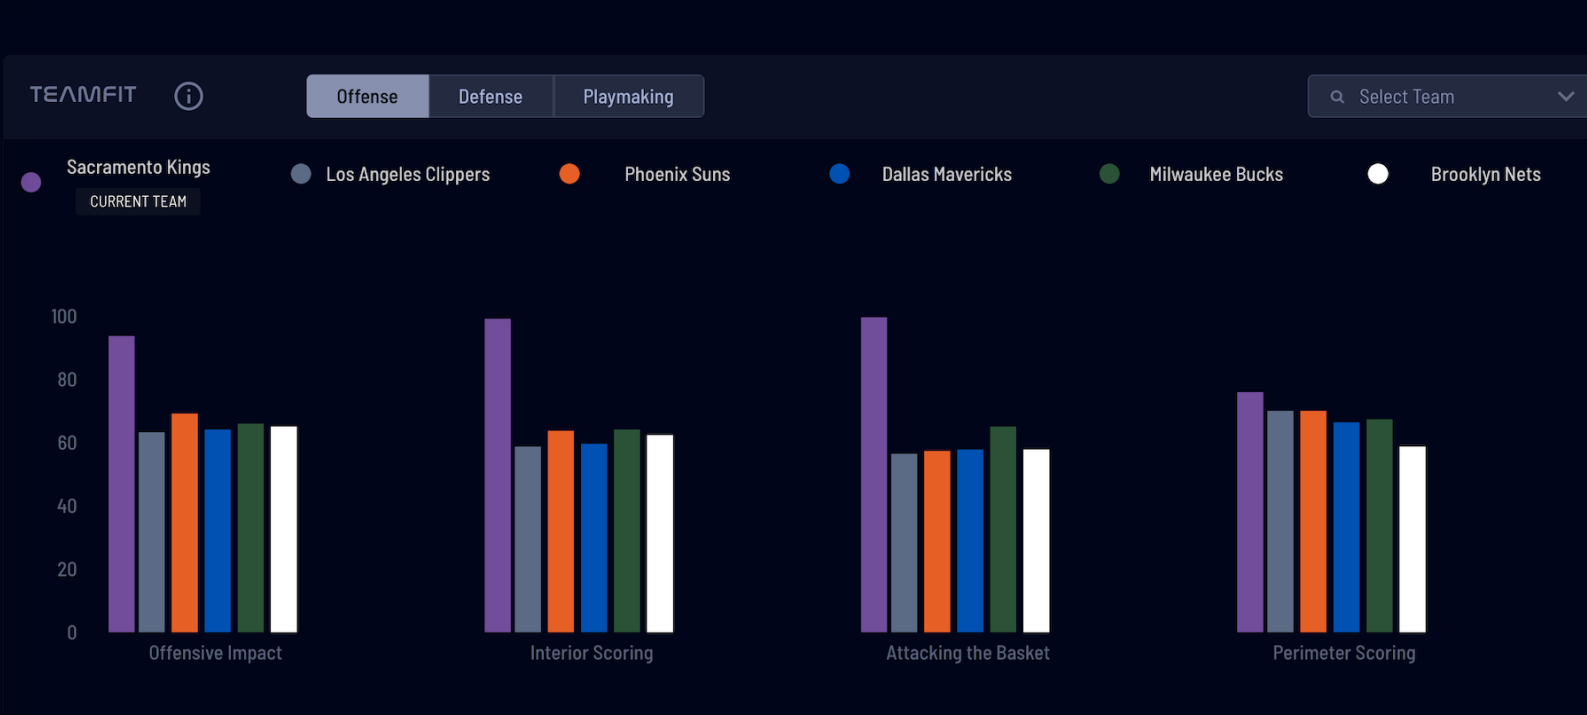 TEAMFIT
Offense
Defense
Playmaking
Select Team
Sacramento Kings
CURRENT TEAM
Los Angeles Clippers
Phoenix Suns
Dallas Mavericks
Milwaukee Bucks
Brooklyn Nets
100
80
60
40
20
0
Offensive Impact
Interior Scoring
Attacking the Basket
Perimeter Scoring